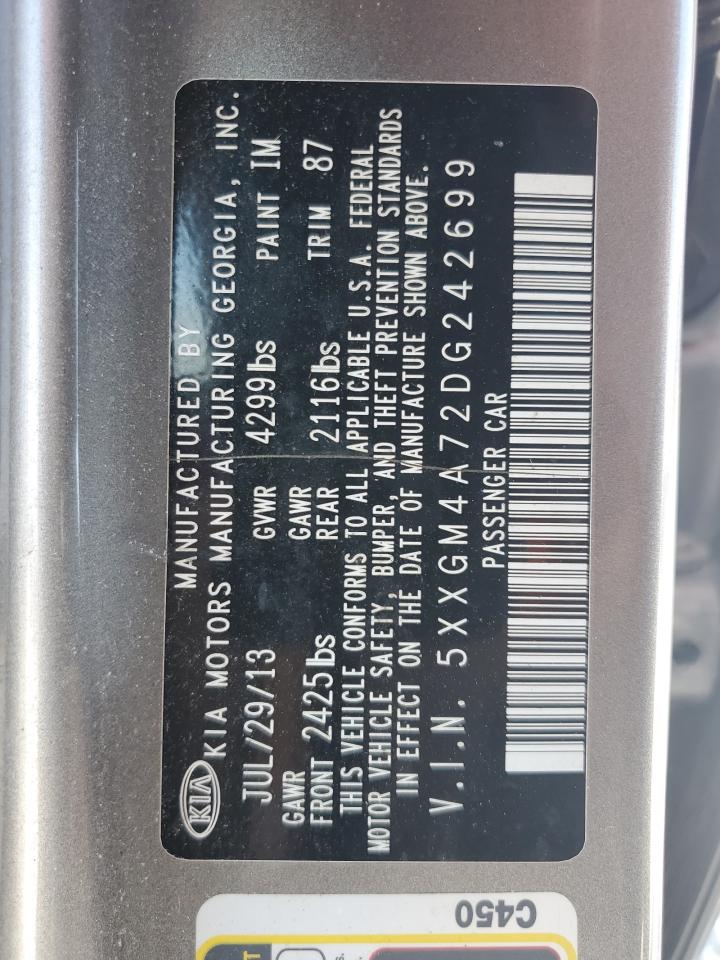 MANUFACTURED BY
KIA KIA MOTORS MANUFACTURING GEORGIA, INC.
JUL/29/13 GVWR 4299lbs PAINT IM
GAWR FRONT 2425lbs GAWR REAR 2116lbs TRIM 87
THIS VEHICLE CONFORMS TO ALL APPLICABLE U.S.A. FEDERAL
MOTOR VEHICLE SAFETY, BUMPER, AND THEFT PREVENTION STANDARDS
IN EFFECT ON THE DATE OF MANUFACTURE SHOWN ABOVE.
V.I.N. 5XXGM4A72DG242699
PASSENGER CAR
C450